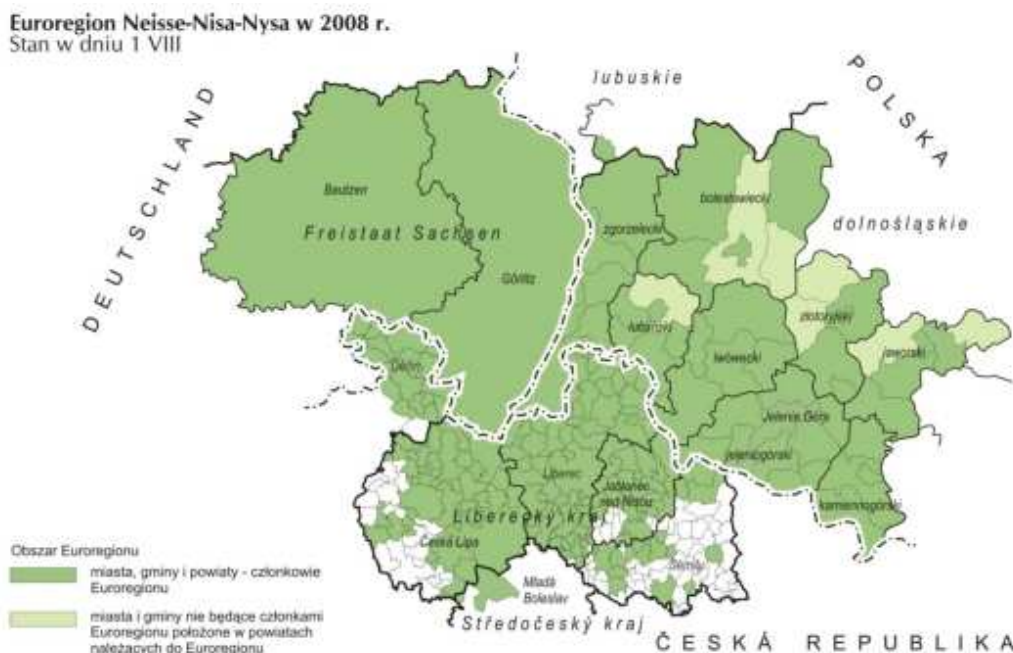 Euroregion Neisse-Nisa-Nysa w 2008 r.
Stan w dniu 1 VIII
DEUTSCHLAND
POLSKA
lubuskie
dolnośląskie
Bautzen
Freistaat Sachsen
Görlitz
zgorzelecki
bolesławiecki
lubański
lwówecki
złotoryjski
jaworski
Jelenia Góra
jeleniogórski
kamiennogórski
Děčín
Liberec
Jablonec
nad Nisou
Liberecký kraj
Česká Lípa
Semily
Mladá
Boleslav
Středočeský kraj
ČESKÁ REPUBLIKA
Obszar Euroregionu
miasta, gminy i powiaty - członkowie
Euroregionu
miasta i gminy nie będące członkami
Euroregionu położone w powiatach
należących do Euroregionu